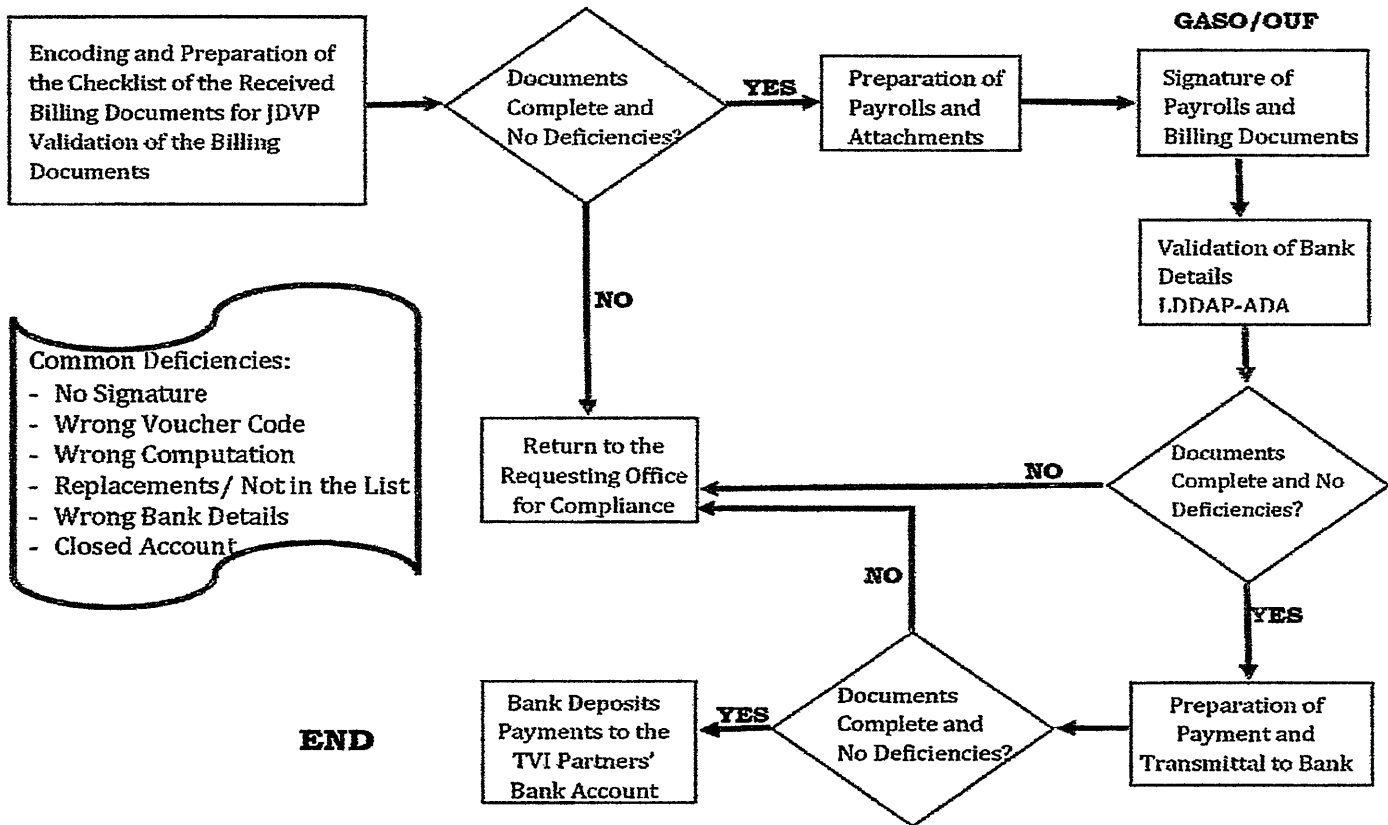 GASO/OUF
Encoding and Preparation of
the Checklist of the Received
Billing Documents for JDVP
Validation of the Billing
Documents
Documents
Complete and
No Deficiencies?
YES
Preparation of
Payrolls and
Attachments
Signature of
Payrolls and
Billing Documents
Validation of Bank
Details
LDDAP-ADA
NO
Common Deficiencies:
- No Signature
- Wrong Voucher Code
- Wrong Computation
- Replacements/ Not in the List
- Wrong Bank Details
- Closed Account
Return to the
Requesting Office
for Compliance
NO
Documents
Complete and No
Deficiencies?
NO
YES
END
Bank Deposits
Payments to the
TVI Partners'
Bank Account
YES
Documents
Complete and
No Deficiencies?
Preparation of
Payment and
Transmittal to Bank